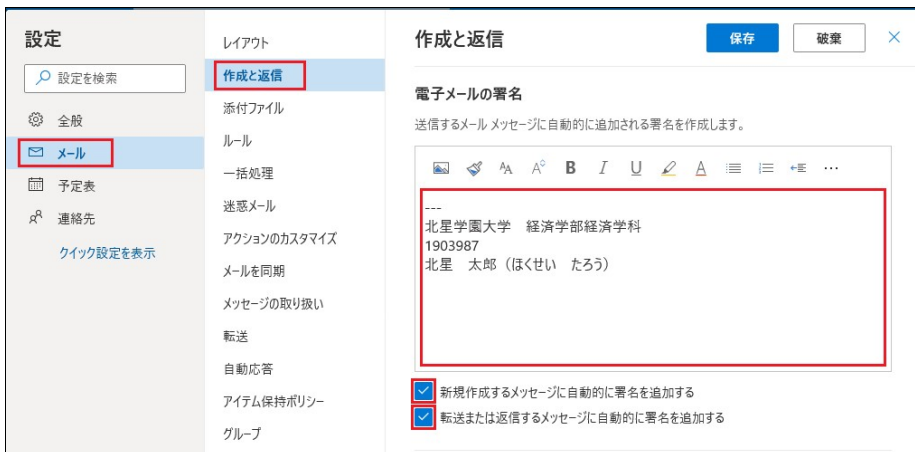 設定
設定を検索
全般
メール
予定表
連絡先
クイック設定を表示
レイアウト
作成と返信
添付ファイル
ルール
一括処理
迷惑メール
アクションのカスタマイズ
メールを同期
メッセージの取り扱い
転送
自動応答
アイテム保持ポリシー
グループ
作成と返信
保存
破棄
電子メールの署名
送信するメール メッセージに自動的に追加される署名を作成します。
B I U A
---
北星学園大学　経済学部経済学科
1903987
北星　太郎（ほくせい　たろう）
新規作成するメッセージに自動的に署名を追加する
転送または返信するメッセージに自動的に署名を追加する